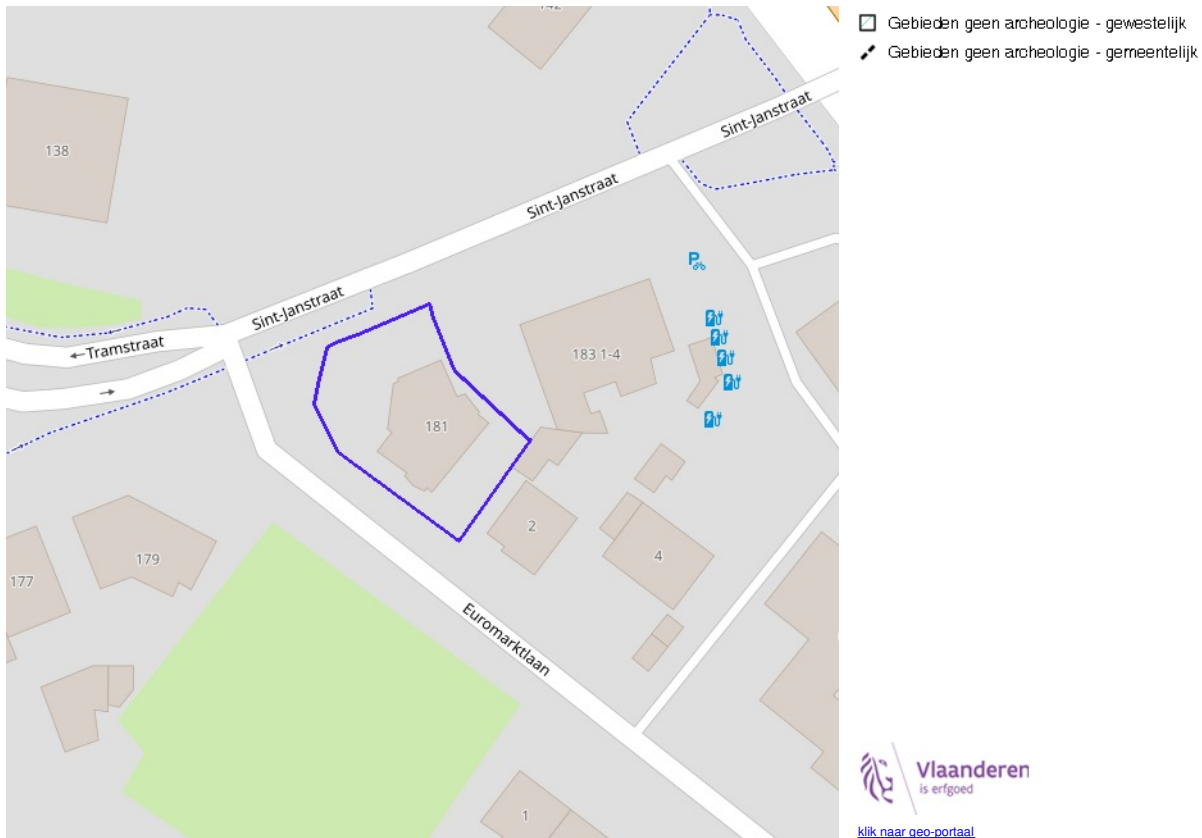 142
Gebieden geen archeologie - gewestelijk
Gebieden geen archeologie - gemeentelijk
Sint-Janstraat
138
Sint-Janstraat
P
Sint-Janstraat
←Tramstraat
183 1-4
181
2
179
4
177
Euromarktlaan
1
Vlaanderen
is erfgoed
klik naar geo-portaal